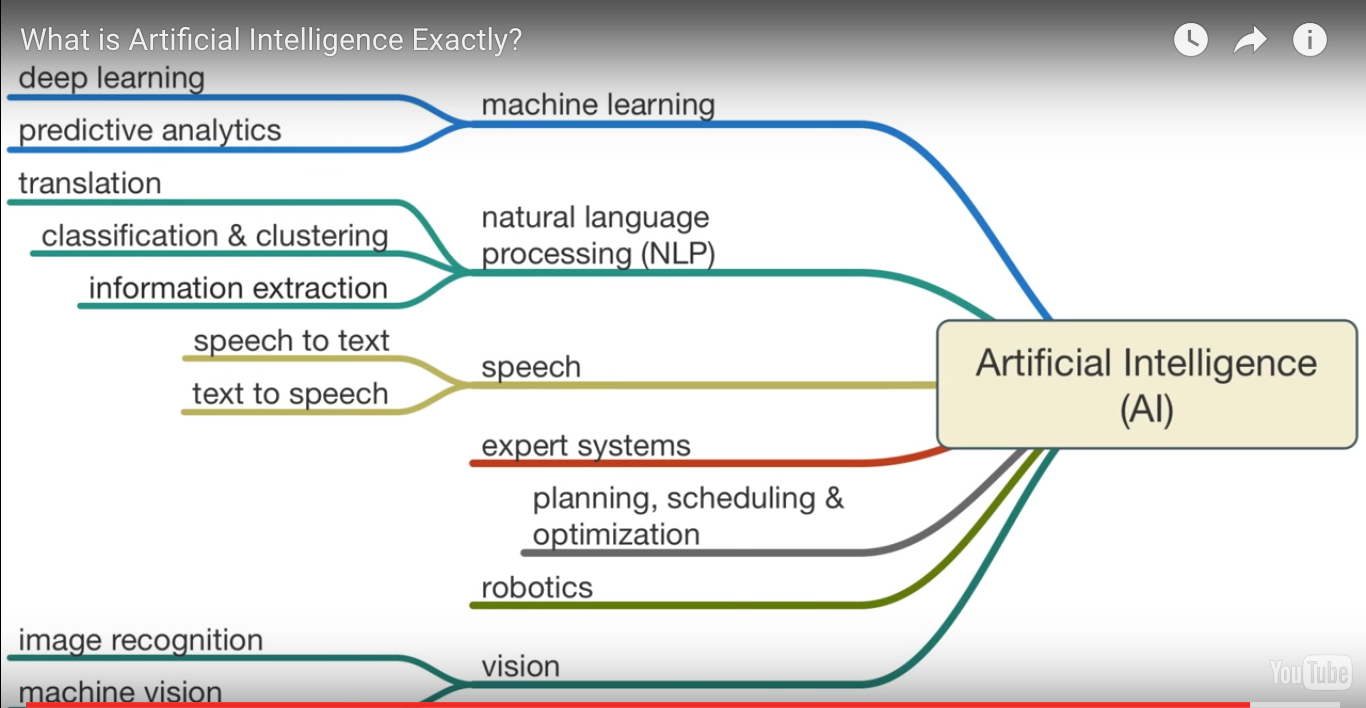 What is Artificial Intelligence Exactly?
deep learning
machine learning
predictive analytics
translation
natural language
processing (NLP)
classification & clustering
information extraction
speech to text
speech
text to speech
Artificial Intelligence
(AI)
expert systems
planning, scheduling &
optimization
robotics
image recognition
vision
machine vision
YouTube